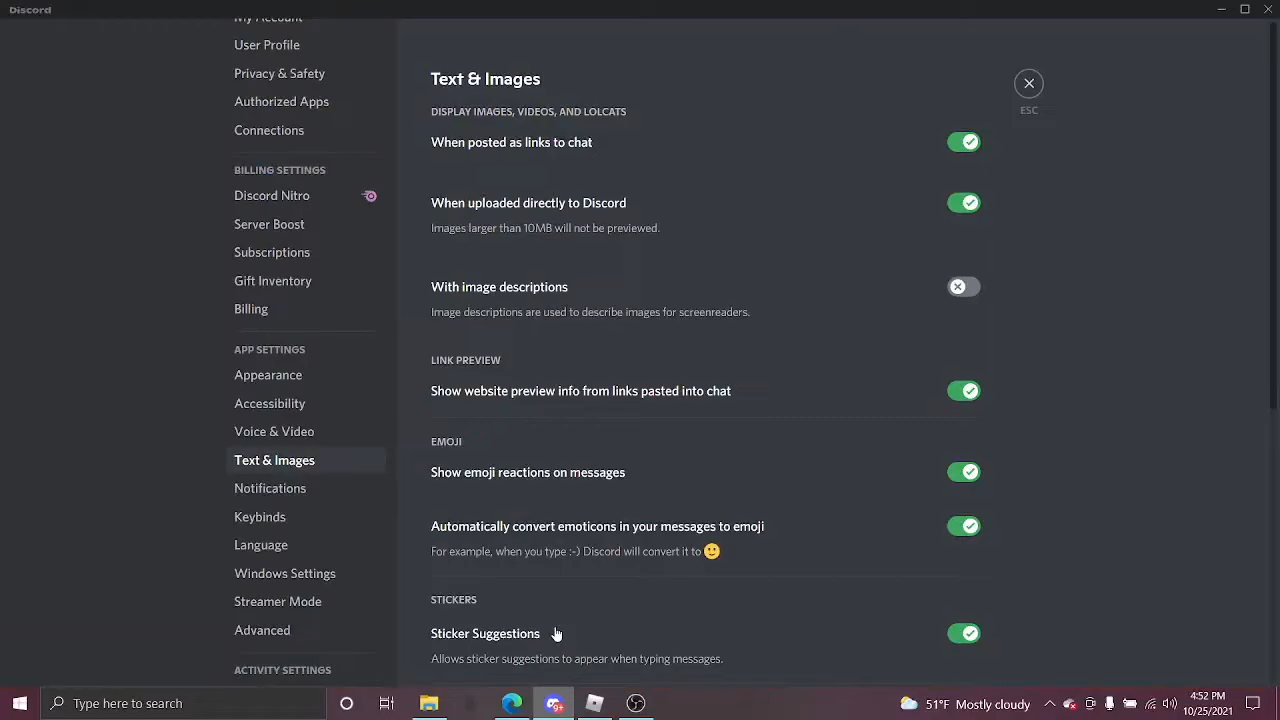 Discord
My Account
User Profile
Privacy & Safety
Authorized Apps
Connections
BILLING SETTINGS
Discord Nitro
Server Boost
Subscriptions
Gift Inventory
Billing
APP SETTINGS
Appearance
Accessibility
Voice & Video
Text & Images
Notifications
Keybinds
Language
Windows Settings
Streamer Mode
Advanced
ACTIVITY SETTINGS
Text & Images
ESC
DISPLAY IMAGES, VIDEOS, AND LOLCATS
When posted as links to chat
When uploaded directly to Discord
Images larger than 10MB will not be previewed.
With image descriptions
Image descriptions are used to describe images for screenreaders.
LINK PREVIEW
Show website preview info from links pasted into chat
EMOJI
Show emoji reactions on messages
Automatically convert emoticons in your messages to emoji
For example, when you type :-) Discord will convert it to 🙂
STICKERS
Sticker Suggestions
Allows sticker suggestions to appear when typing messages.
Type here to search
9+
51°F Mostly cloudy
4:52 PM
10/25/2021